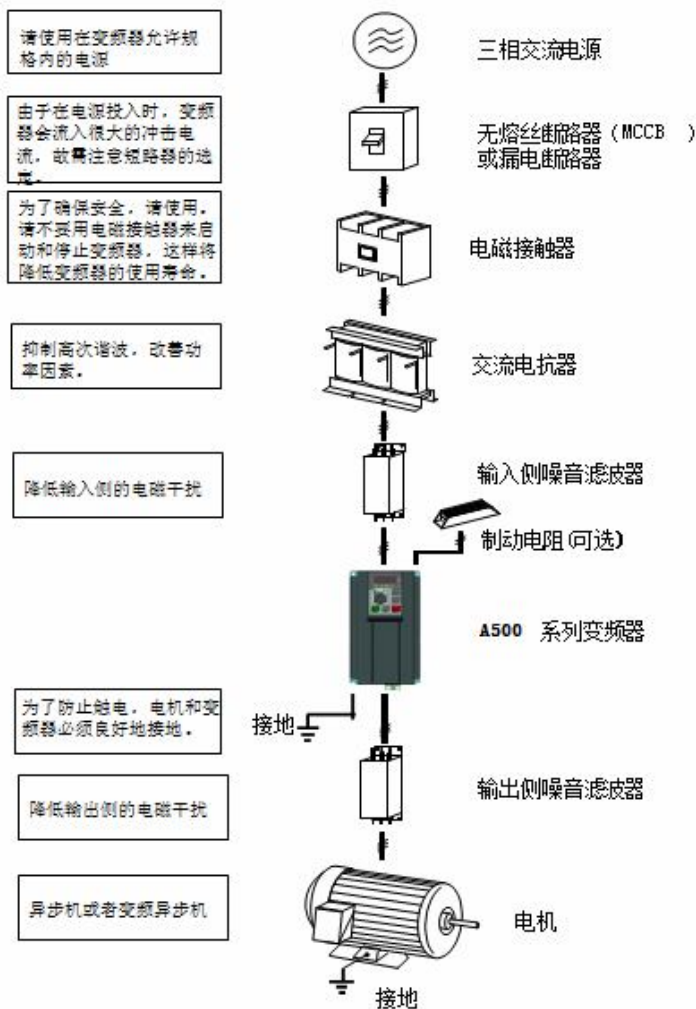 请使用在变频器允许规
格内的电源
三相交流电源
由于在电源投入时，变频
器会流入很大的冲击电
流，故需注意短路器的选
定。
无熔丝断路器（MCCB ）
或漏电断路器
为了确保安全，请使用。
请不要用电磁接触器来启
动和停止变频器，这样将
降低变频器的使用寿命。
电磁接触器
抑制高次谐波，改善功
率因素。
交流电抗器
降低输入侧的电磁干扰
输入侧噪音滤波器
制动电阻(可选)
A500 系列变频器
为了防止触电，电机和变
频器必须良好地接地。
接地
降低输出侧的电磁干扰
输出侧噪音滤波器
异步机或者变频异步机
电机
接地